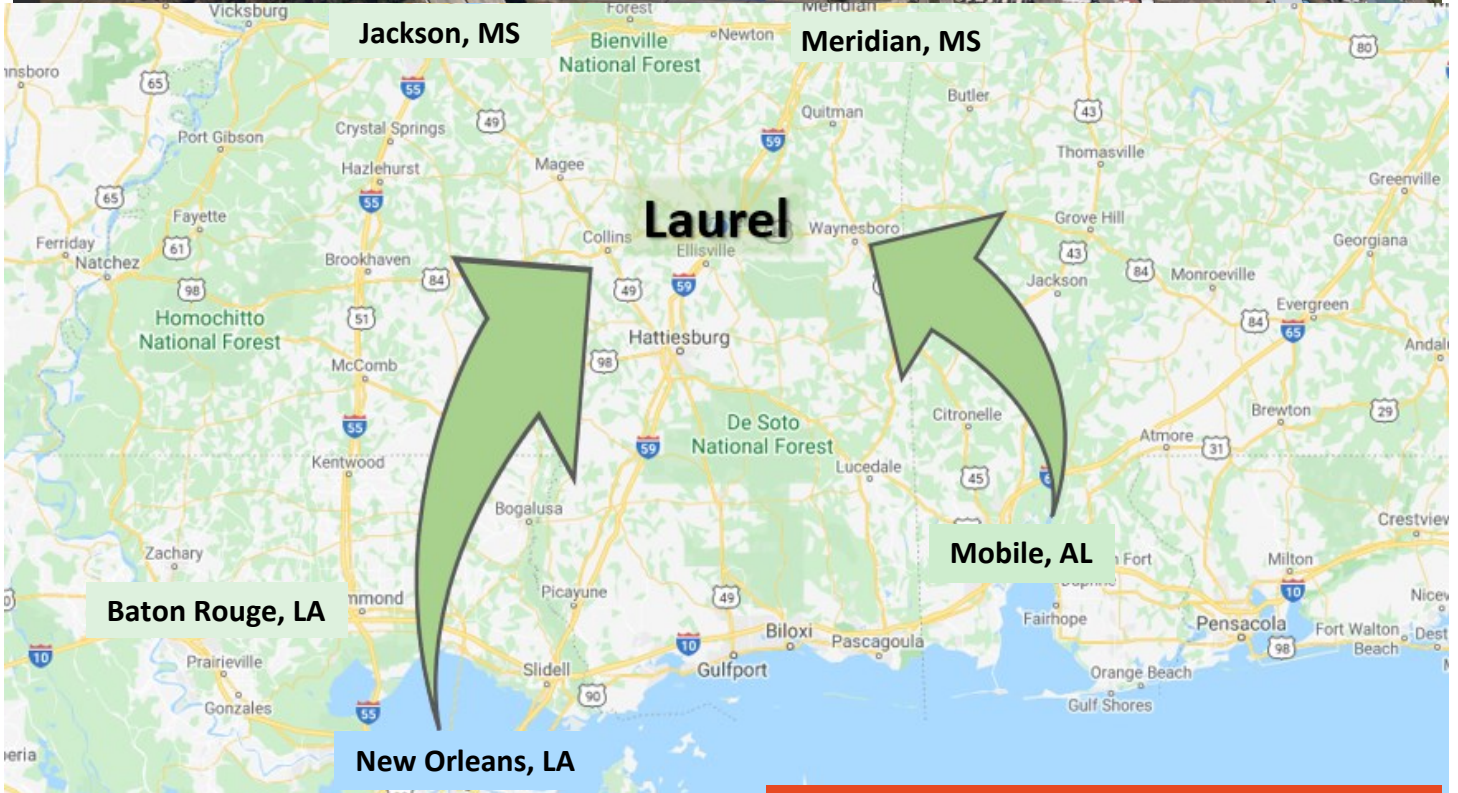 Vicksburg
Jackson, MS
Forest
Bienville
National Forest
Newton
Meridian
Meridian, MS
80
65
55
49
Quitman
Butler
43
Port Gibson
Crystal Springs
59
Hazlehurst
Magee
Thomasville
Greenville
65
55
Fayette
Laurel
Collins
Ellisville
Waynesboro
Grove Hill
Georgiana
Ferriday
61
Natchez
Brookhaven
84
49
59
43
Jackson
84
Monroeville
98
Homochitto
National Forest
51
Evergreen
84
65
Hattiesburg
98
McComb
De Soto
National Forest
Citronelle
Brewton
29
55
59
Atmore
31
Kentwood
Lucedale
45
Bogalusa
Crestview
Zachary
Mobile, AL
Fort
Milton
Baton Rouge, LA
Picayune
49
10
Fairhope
Pensacola
98
Fort Walton
Beach
10
Prairieville
Slidell
10
Gulfport
Biloxi
Pascagoula
Orange Beach
Gulf Shores
Gonzales
55
90
New Orleans, LA